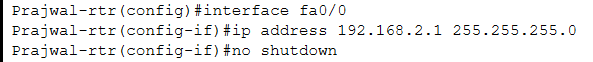 Prajwal-rtr(config)#interface fa0/0
Prajwal-rtr(config-if)#ip address 192.168.2.1 255.255.255.0
Prajwal-rtr(config-if)#no shutdown